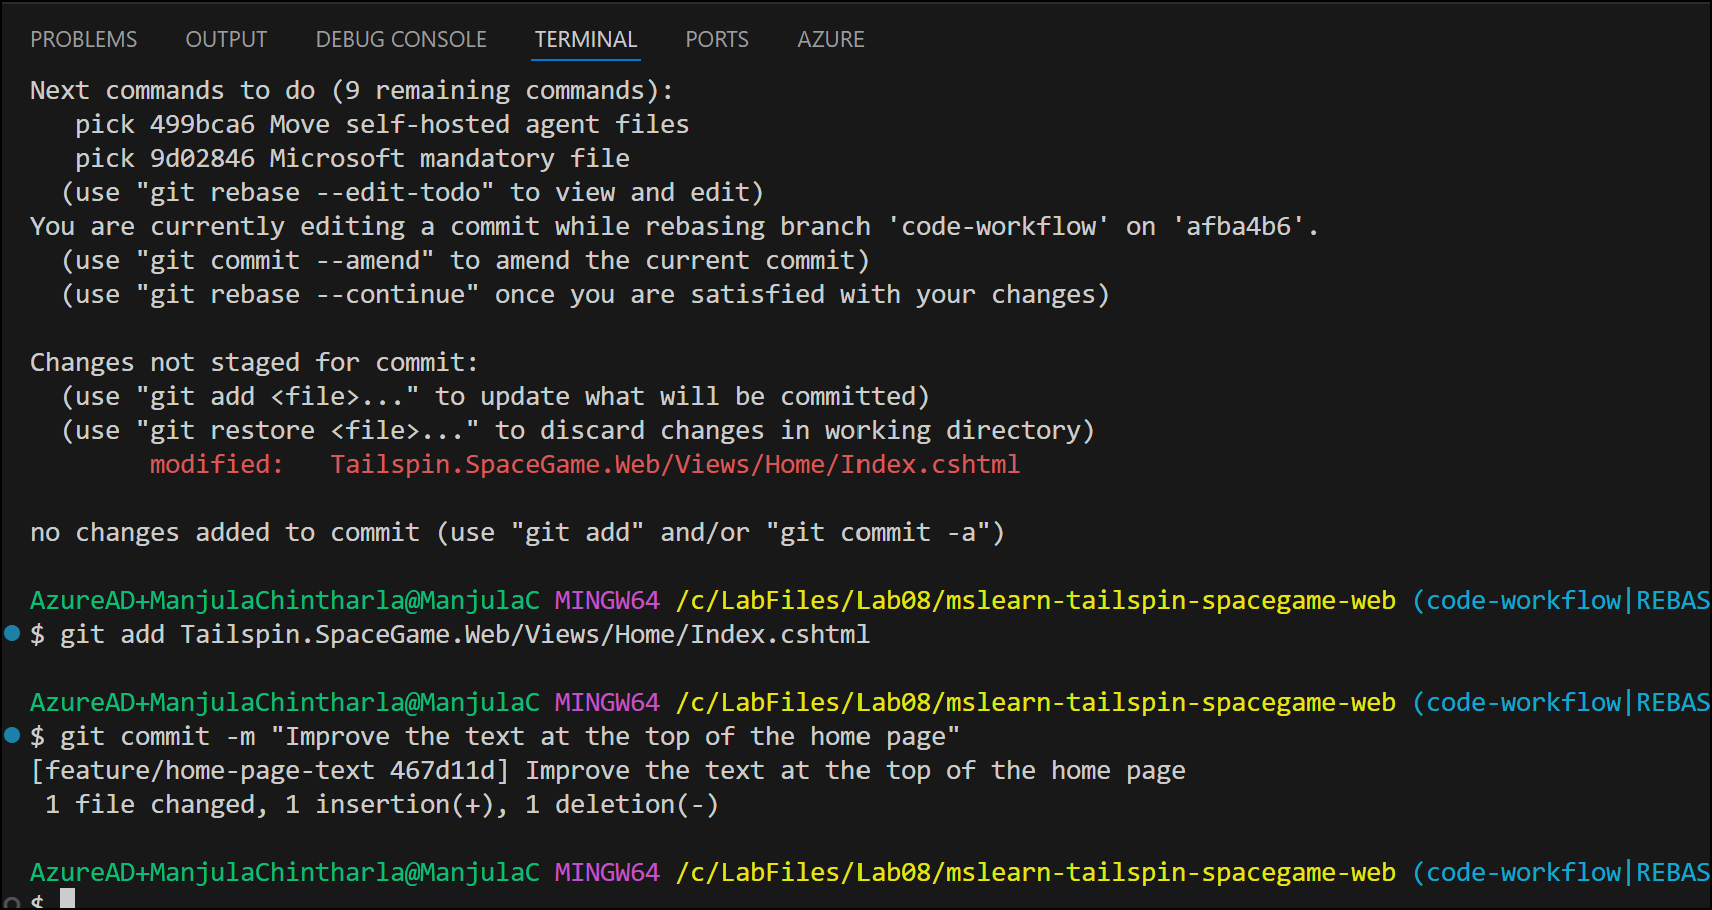 PROBLEMS OUTPUT DEBUG CONSOLE TERMINAL PORTS AZURE
Next commands to do (9 remaining commands):
   pick 499bca6 Move self-hosted agent files
   pick 9d02846 Microsoft mandatory file
  (use "git rebase --edit-todo" to view and edit)
You are currently editing a commit while rebasing branch 'code-workflow' on 'afba4b6'.
  (use "git commit --amend" to amend the current commit)
  (use "git rebase --continue" once you are satisfied with your changes)
Changes not staged for commit:
  (use "git add <file>..." to update what will be committed)
  (use "git restore <file>..." to discard changes in working directory)
        modified:   Tailspin.SpaceGame.Web/Views/Home/Index.cshtml
no changes added to commit (use "git add" and/or "git commit -a")
AzureAD+ManjulaChintharla@ManjulaC MINGW64 /c/LabFiles/Lab08/mslearn-tailspin-spacegame-web (code-workflow|REBAS
$ git add Tailspin.SpaceGame.Web/Views/Home/Index.cshtml
AzureAD+ManjulaChintharla@ManjulaC MINGW64 /c/LabFiles/Lab08/mslearn-tailspin-spacegame-web (code-workflow|REBAS
$ git commit -m "Improve the text at the top of the home page"
[feature/home-page-text 467d11d] Improve the text at the top of the home page
 1 file changed, 1 insertion(+), 1 deletion(-)
AzureAD+ManjulaChintharla@ManjulaC MINGW64 /c/LabFiles/Lab08/mslearn-tailspin-spacegame-web (code-workflow|REBAS
$